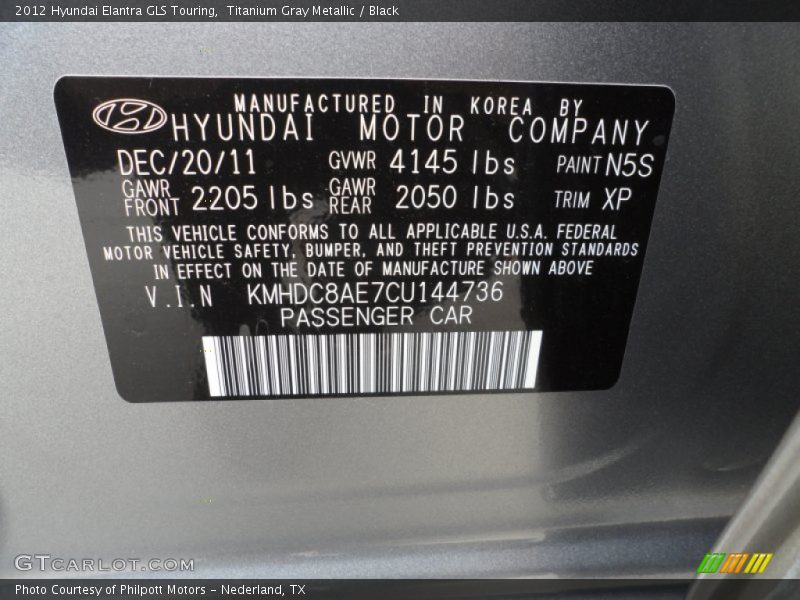 2012 Hyundai Elantra GLS Touring,  Titanium Gray Metallic / Black
MANUFACTURED IN KOREA BY
HYUNDAI MOTOR COMPANY
DEC/20/11 GVWR 4145 lbs PAINT N5S
GAWR FRONT 2205 lbs GAWR REAR 2050 lbs TRIM XP
THIS VEHICLE CONFORMS TO ALL APPLICABLE U.S.A. FEDERAL
MOTOR VEHICLE SAFETY, BUMPER, AND THEFT PREVENTION STANDARDS
IN EFFECT ON THE DATE OF MANUFACTURE SHOWN ABOVE
V.I.N KMHDC8AE7CU144736
PASSENGER CAR
GTCARLOT.COM
Photo Courtesy of Philpott Motors - Nederland, TX